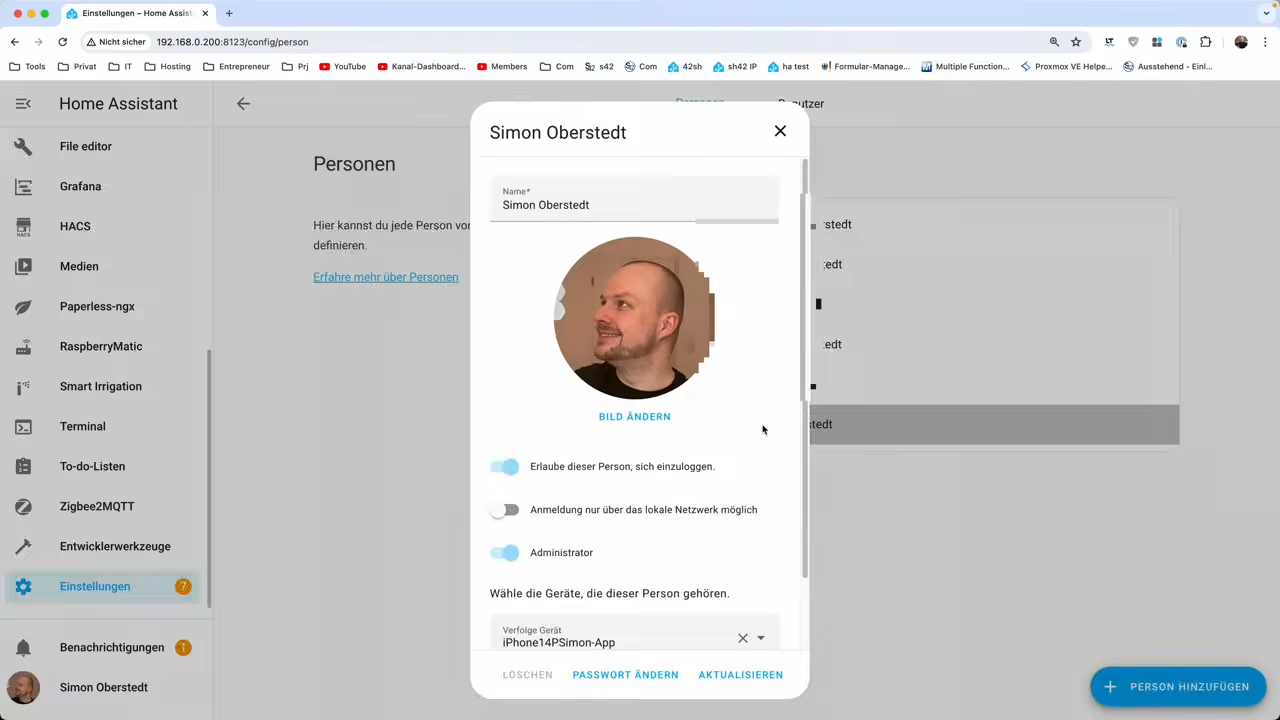 Einstellungen – Home Assist
Nicht sicher
192.168.0.200:8123/config/person
Tools
Privat
IT
Hosting
Entrepreneur
Prj
YouTube
Kanal-Dashboard...
Members
Com
s42
Com
42sh
sh42 IP
ha test
Formular-Manage...
Multiple Function...
Proxmox VE Helpe...
Ausstehend - Einl...
Home Assistant
File editor
Grafana
HACS
HACS
Medien
Paperless-ngx
RaspberryMatic
Smart Irrigation
Terminal
To-do-Listen
Zigbee2MQTT
Entwicklerwerkzeuge
Einstellungen
7
Benachrichtigungen
1
Simon Oberstedt
Personen
Hier kannst du jede Person vor
definieren.
Erfahre mehr über Personen
rstedt
tedt
stedt
stedt
PERSON HINZUFÜGEN
Simon Oberstedt
Name*
Simon Oberstedt
BILD ÄNDERN
Erlaube dieser Person, sich einzuloggen.
Anmeldung nur über das lokale Netzwerk möglich
Administrator
Wähle die Geräte, die dieser Person gehören.
Verfolge Gerät
iPhone14PSimon-App
LÖSCHEN
PASSWORT ÄNDERN
AKTUALISIEREN